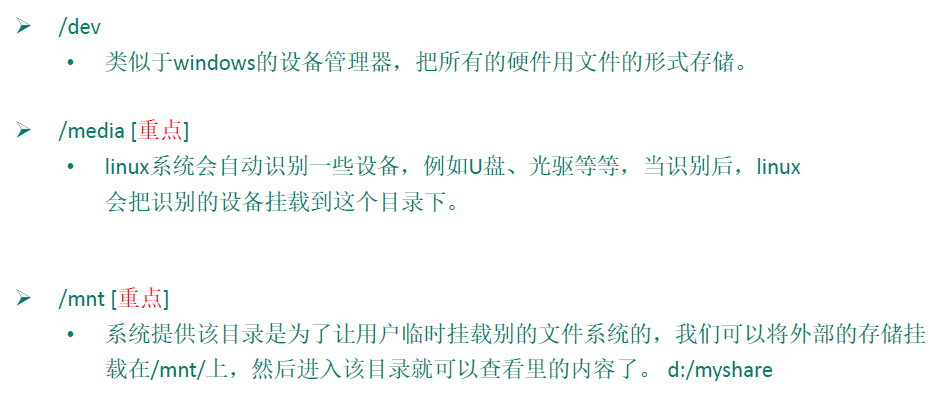 ➢ /dev
• 类似于windows的设备管理器，把所有的硬件用文件的形式存储。
➢ /media [重点]
• linux系统会自动识别一些设备，例如U盘、光驱等等，当识别后，linux
会把识别的设备挂载到这个目录下。
➢ /mnt [重点]
• 系统提供该目录是为了让用户临时挂载别的文件系统的，我们可以将外部的存储挂
载在/mnt/上，然后进入该目录就可以查看里的内容了。 d:/myshare